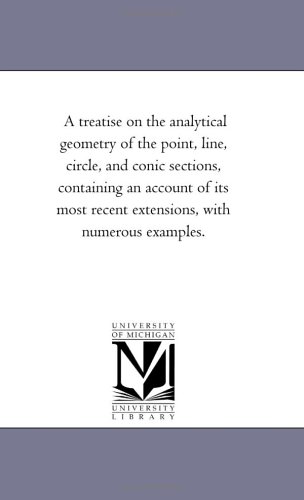 A treatise on the analytical
geometry of the point, line,
circle, and conic sections,
containing an account of its
most recent extensions, with
numerous examples.
UNIVERSITY
OF MICHIGAN
UNIVERSITY
LIBRARY